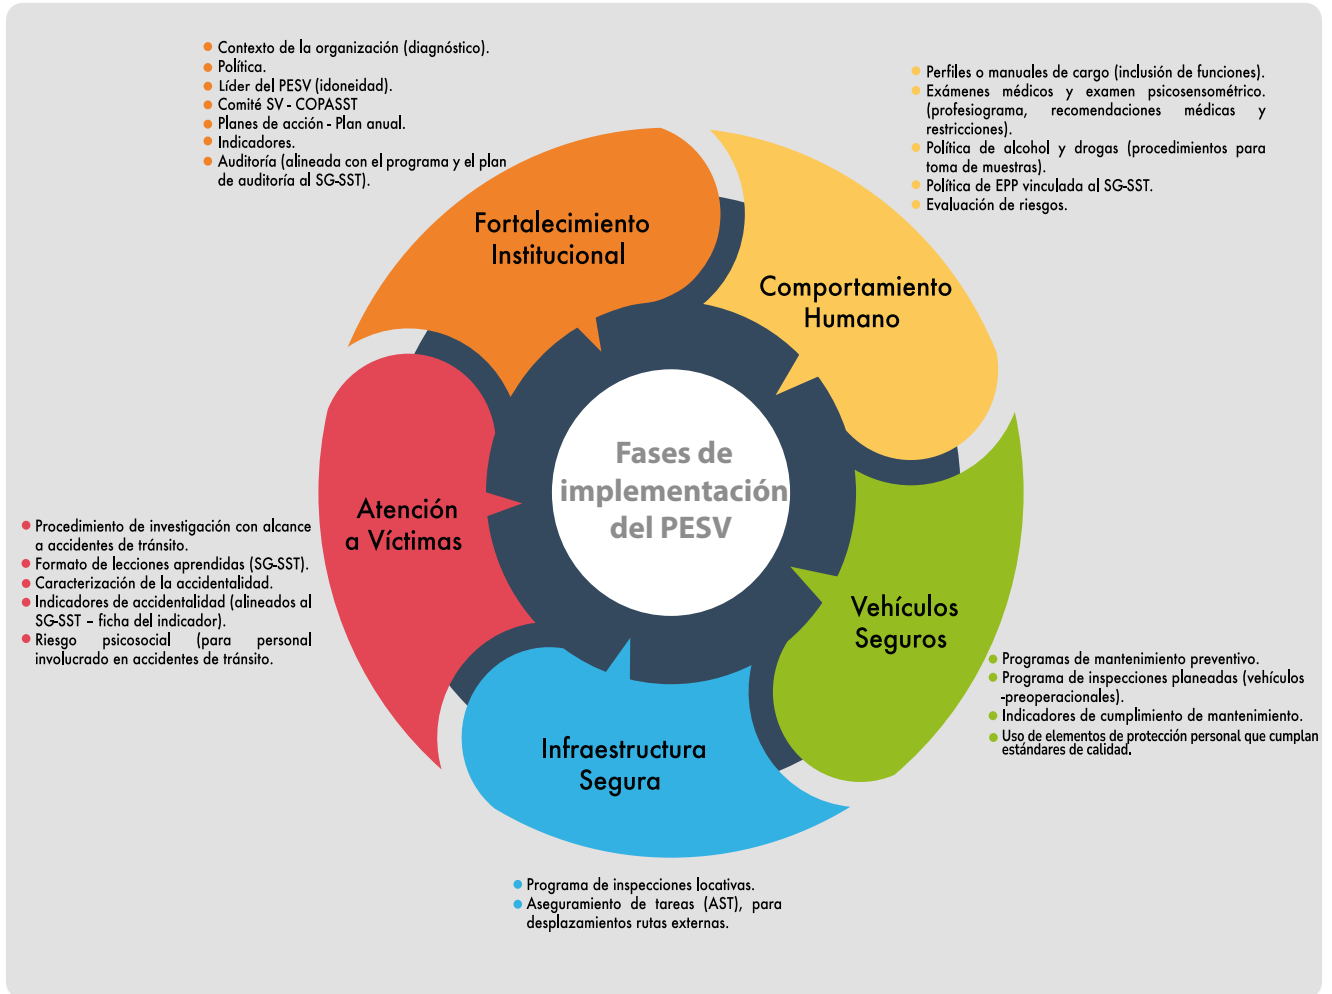 Contexto de la organización (diagnóstico).
Política.
Líder del PESV (idoneidad).
Comité SV - COPASST
Planes de acción - Plan anual.
Indicadores.
Auditoría (alineada con el programa y el plan
de auditoría al SG-SST).
Perfiles o manuales de cargo (inclusión de funciones).
Exámenes médicos y examen psicosensométrico.
(profesiograma, recomendaciones médicas y
restricciones).
Política de alcohol y drogas (procedimientos para
toma de muestras).
Política de EPP vinculada al SG-SST.
Evaluación de riesgos.
Fortalecimiento
Institucional
Comportamiento
Humano
Fases de
implementación
del PESV
Atención
a Víctimas
Vehículos
Seguros
Infraestructura
Segura
Procedimiento de investigación con alcance
a accidentes de tránsito.
Formato de lecciones aprendidas (SG-SST).
Caracterización de la accidentalidad.
Indicadores de accidentalidad (alineados al
SG-SST – ficha del indicador).
Riesgo psicosocial (para personal
involucrado en accidentes de tránsito.
Programas de mantenimiento preventivo.
Programa de inspecciones planeadas (vehículos
-preoperacionales).
Indicadores de cumplimiento de mantenimiento.
Uso de elementos de protección personal que cumplan
estándares de calidad.
Programa de inspecciones locativas.
Aseguramiento de tareas (AST), para
desplazamientos rutas externas.